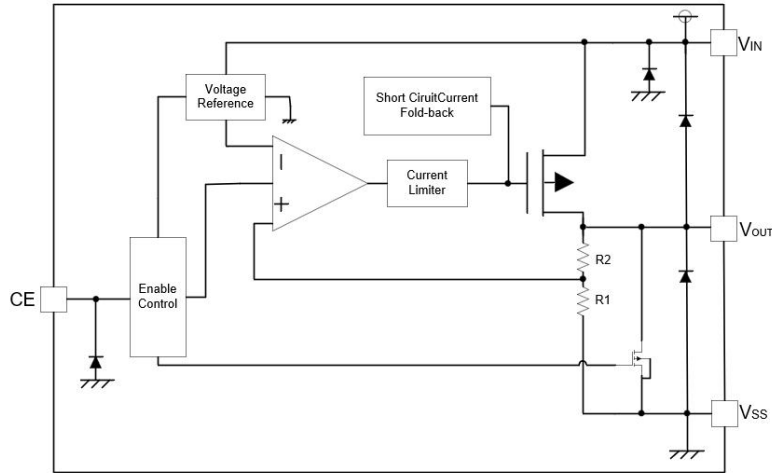 VIN
Voltage
Reference
Short CiruitCurrent
Fold-back
Current
Limiter
VOUT
R2
Enable
Control
CE
R1
VSS